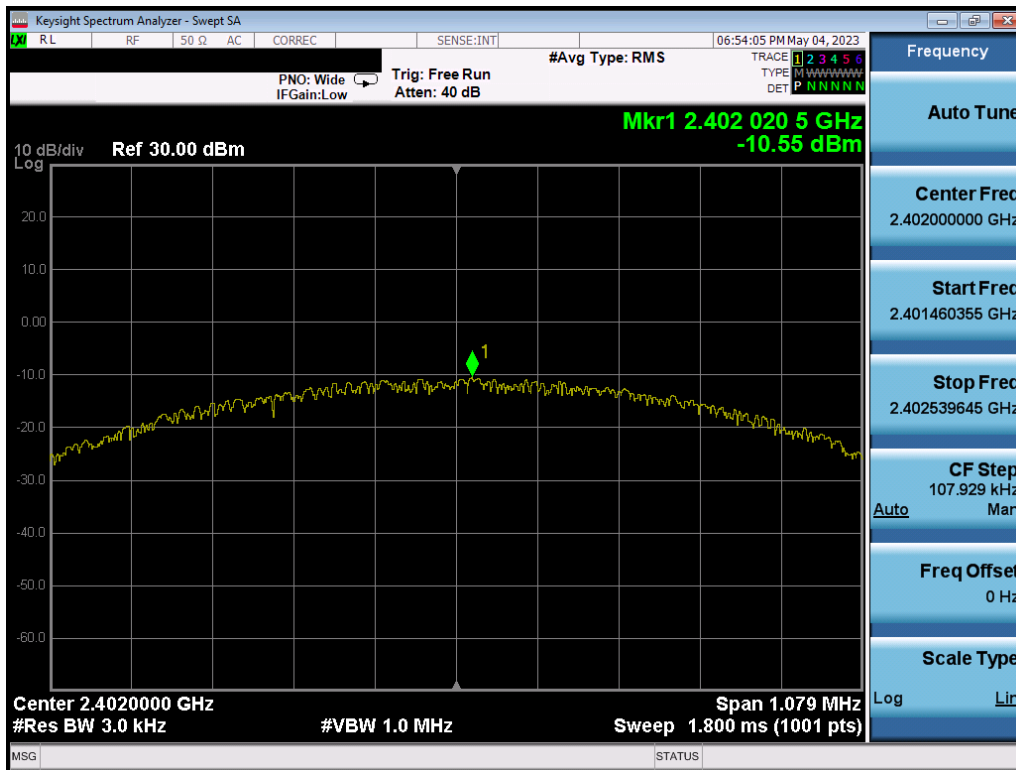 Keysight Spectrum Analyzer - Swept SA
LXI RL RF 50 Ω AC CORREC SENSE:INT 06:54:05 PM May 04, 2023
#Avg Type: RMS TRACE 1 2 3 4 5 6
PNO: Wide Trig: Free Run TYPE M W W W W W
IFGain:Low Atten: 40 dB DET P N N N N N
Mkr1 2.402 020 5 GHz
10 dB/div Ref 30.00 dBm -10.55 dBm
Log
20.0
10.0
0.00
1
-10.0
-20.0
-30.0
-40.0
-50.0
-60.0
Center 2.4020000 GHz Span 1.079 MHz
#Res BW 3.0 kHz #VBW 1.0 MHz Sweep 1.800 ms (1001 pts)
MSG STATUS
Frequency
Auto Tune
Center Freq
2.402000000 GHz
Start Freq
2.401460355 GHz
Stop Freq
2.402539645 GHz
CF Step
107.929 kHz
Auto Man
Freq Offset
0 Hz
Scale Type
Log Lin